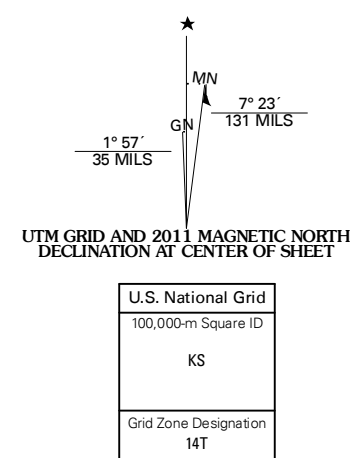 ★
MN
7° 23´
131 MILS
GN
1° 57´
35 MILS
UTM GRID AND 2011 MAGNETIC NORTH
DECLINATION AT CENTER OF SHEET
U.S. National Grid
100,000-m Square ID
KS
Grid Zone Designation
14T